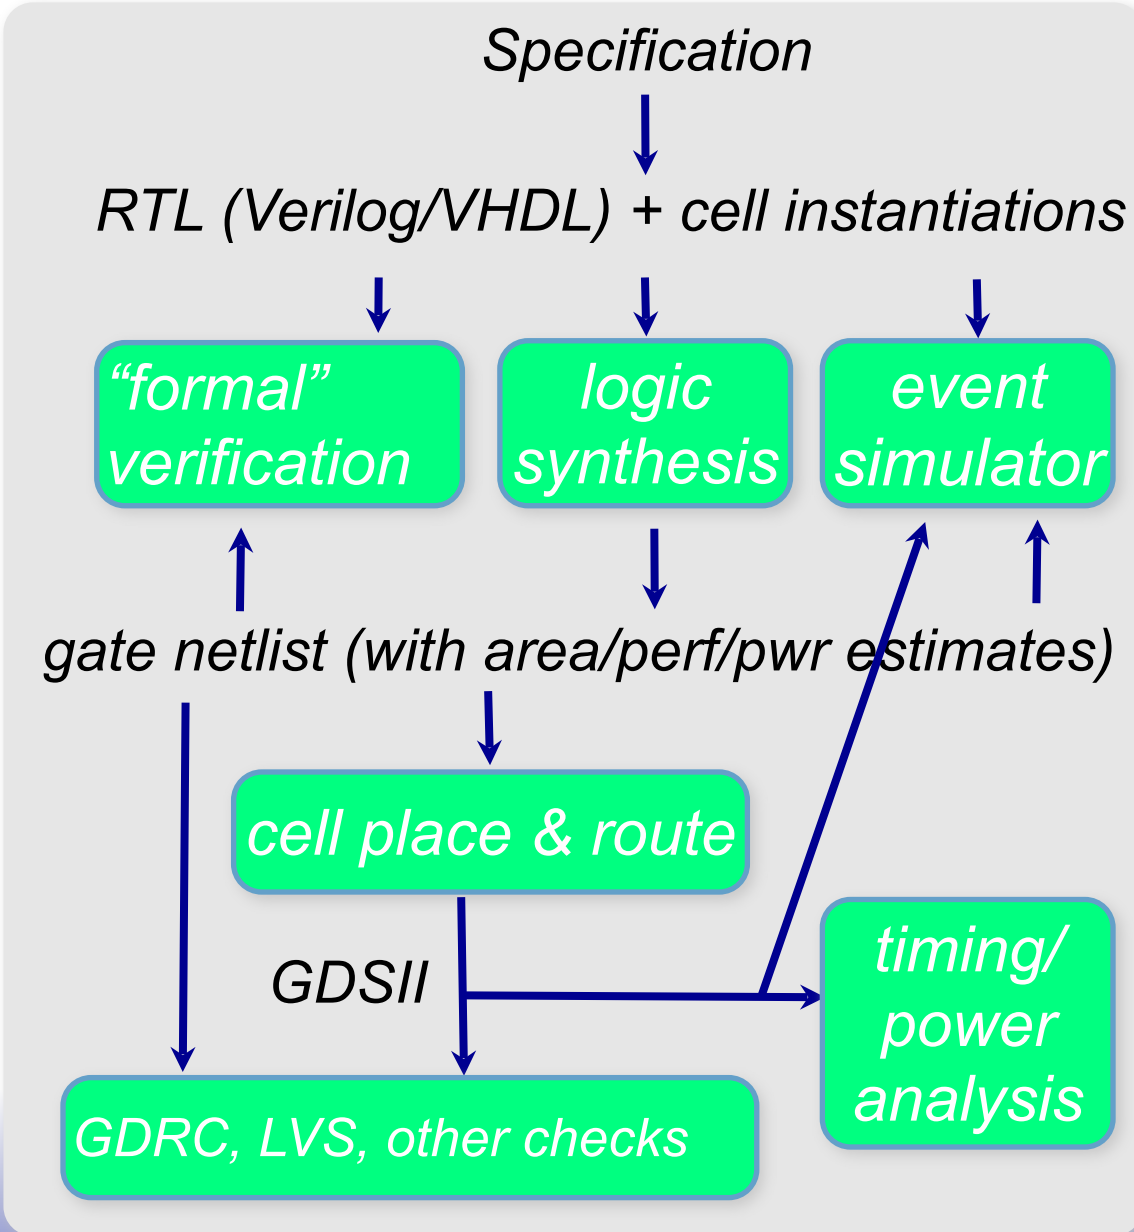 Specification
RTL (Verilog/VHDL) + cell instantiations
“formal”
verification
logic
synthesis
event
simulator
gate netlist (with area/perf/pwr estimates)
cell place & route
GDSII
timing/
power
analysis
GDRC, LVS, other checks